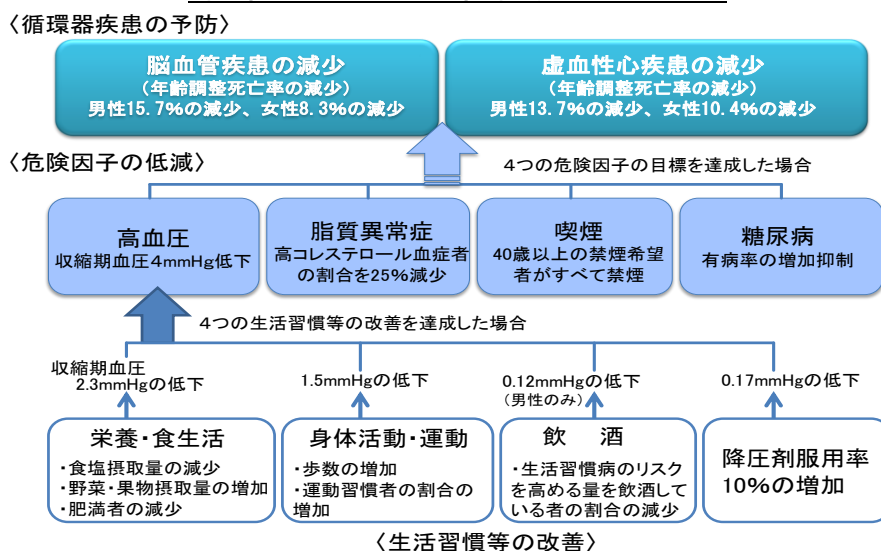 〈循環器疾患の予防〉
脳血管疾患の減少
（年齢調整死亡率の減少）
男性15.7%の減少、女性8.3%の減少
虚血性心疾患の減少
（年齢調整死亡率の減少）
男性13.7%の減少、女性10.4%の減少
〈危険因子の低減〉
4つの危険因子の目標を達成した場合
高血圧
収縮期血圧4mmHg低下
脂質異常症
高コレステロール血症者
の割合を25%減少
喫煙
40歳以上の禁煙希望
者がすべて禁煙
糖尿病
有病率の増加抑制
4つの生活習慣等の改善を達成した場合
収縮期血圧
2.3mmHgの低下
1.5mmHgの低下
0.12mmHgの低下
（男性のみ）
0.17mmHgの低下
栄養・食生活
・食塩摂取量の減少
・野菜・果物摂取量の増加
・肥満者の減少
身体活動・運動
・歩数の増加
・運動習慣者の割合の
増加
飲　酒
・生活習慣病のリスク
を高める量を飲酒して
いる者の割合の減少
降圧剤服用率
10%の増加
〈生活習慣等の改善〉